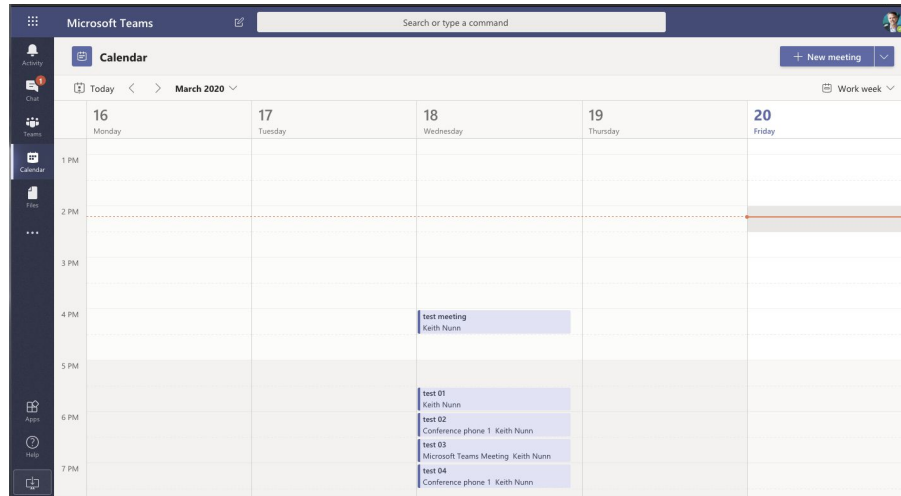 Microsoft Teams
Search or type a command
Activity
1
Chat
Teams
Calendar
Files
Apps
Help
Calendar
+ New meeting
Today
March 2020
Work week
16
Monday
17
Tuesday
18
Wednesday
19
Thursday
20
Friday
1 PM
2 PM
3 PM
4 PM
5 PM
6 PM
7 PM
test meeting
Keith Nunn
test 01
Keith Nunn
test 02
Conference phone 1 Keith Nunn
test 03
Microsoft Teams Meeting Keith Nunn
test 04
Conference phone 1 Keith Nunn